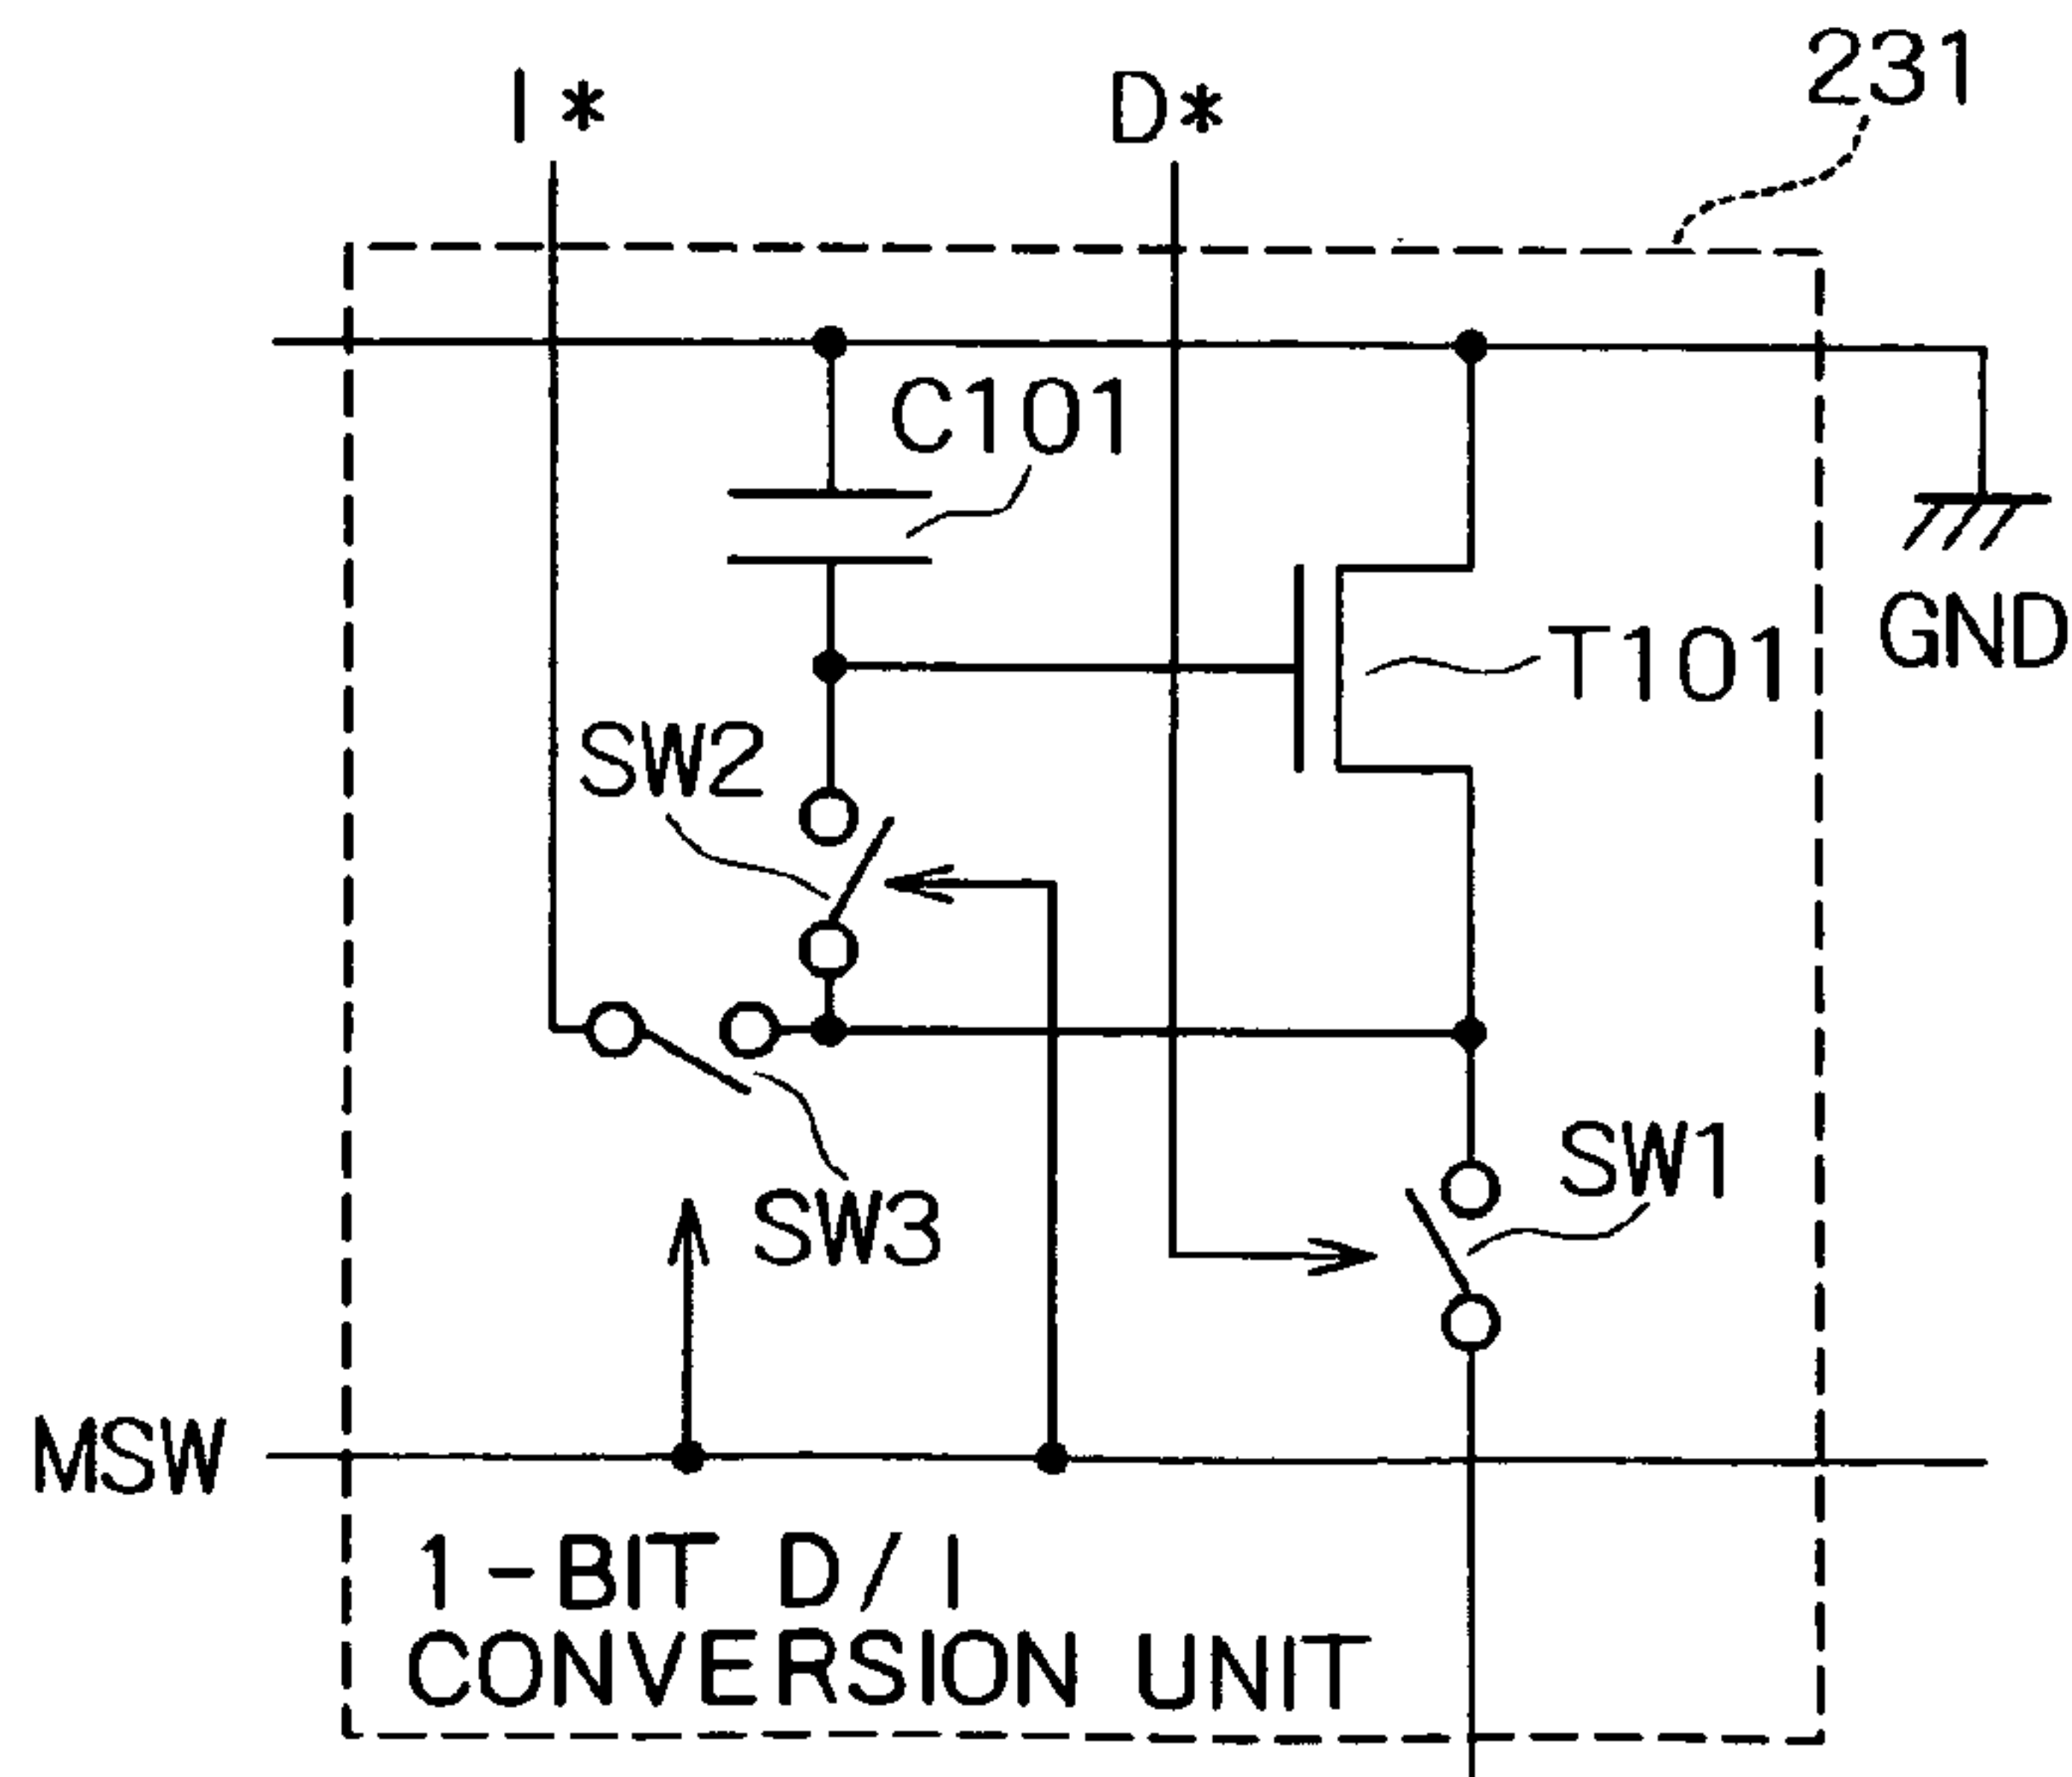 231
I*
D*
C101
GND
T101
SW2
SW1
SW3
MSW
1-BIT D/I
CONVERSION UNIT